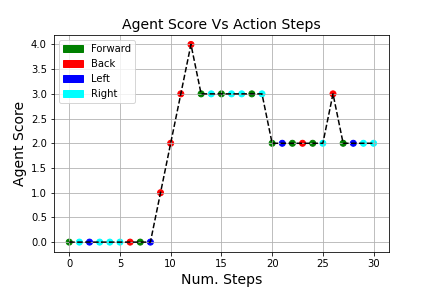 Agent Score Vs Action Steps
Agent Score
4.0
3.5
3.0
2.5
2.0
1.5
1.0
0.5
0.0
Forward
Back
Left
Right
0 5 10 15 20 25 30
Num. Steps